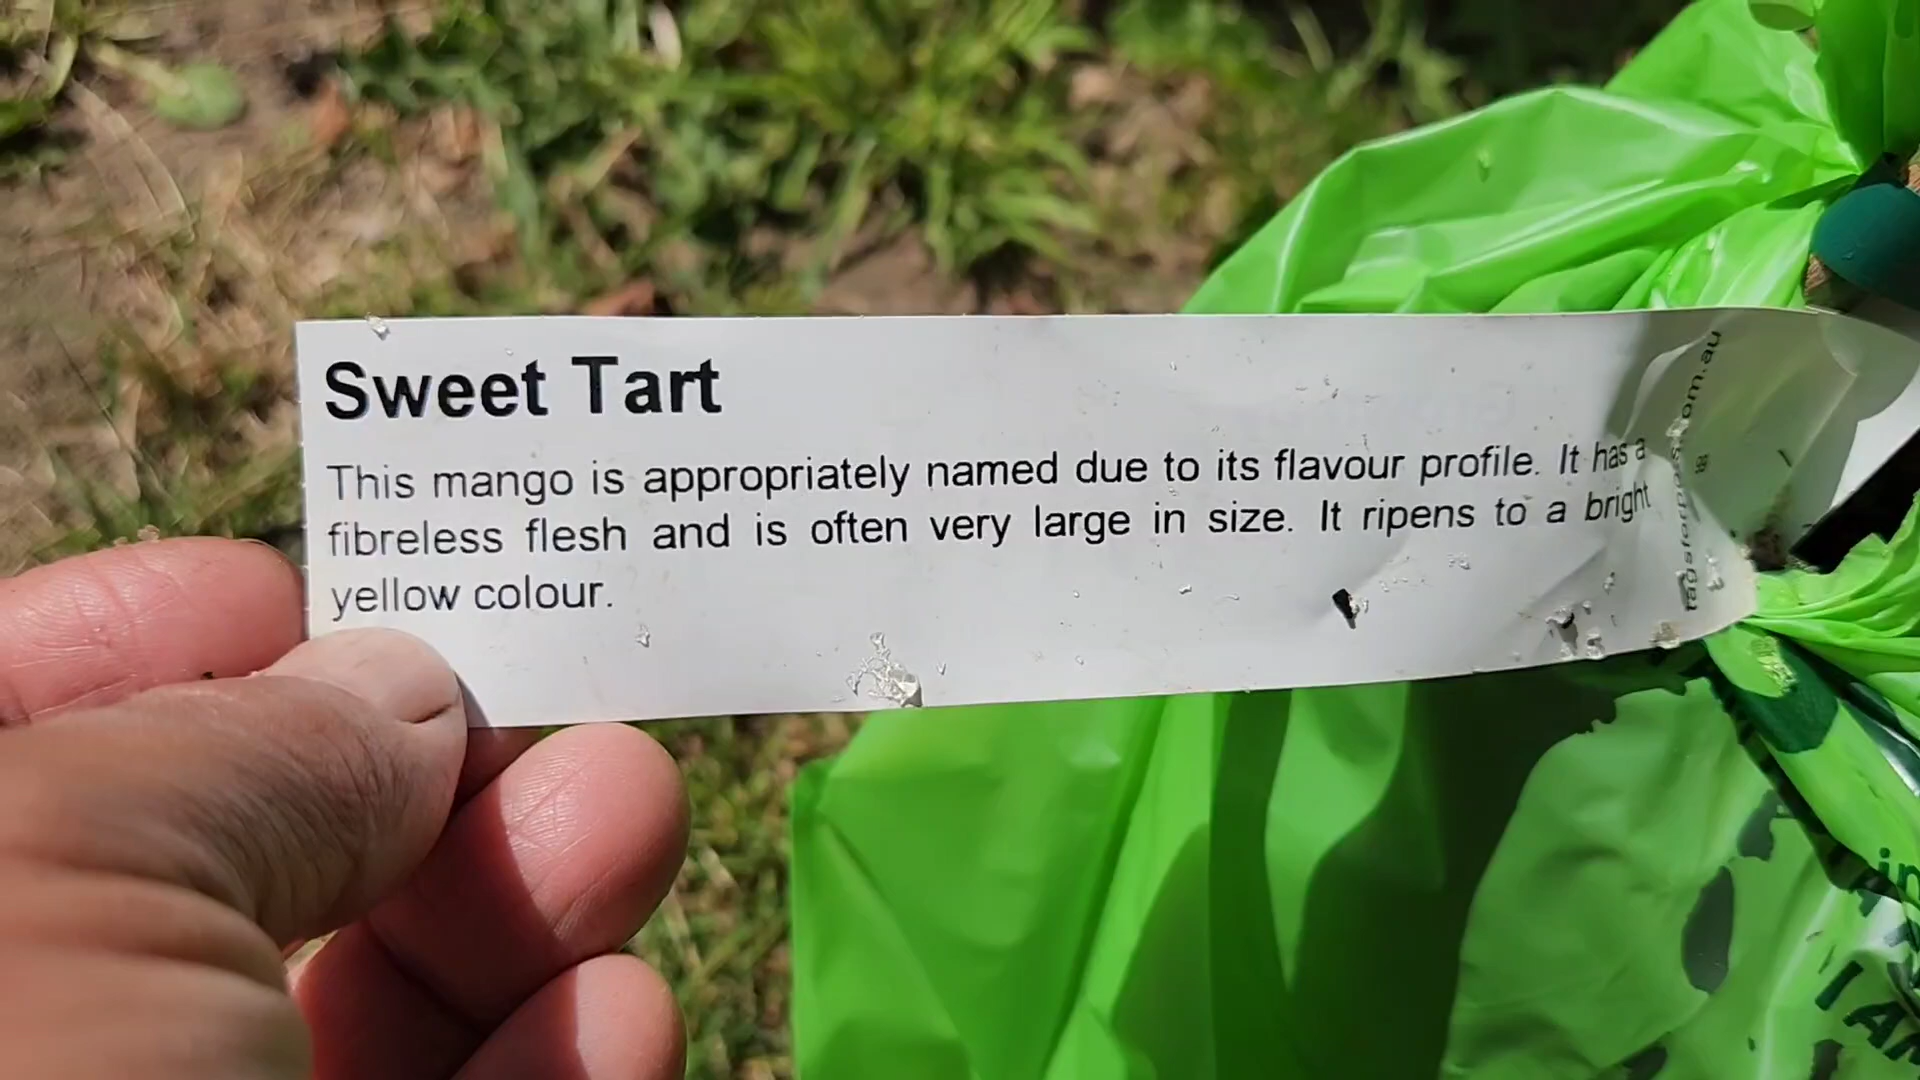 Sweet Tart
This mango is appropriately named due to its flavour profile. It has a
fibreless flesh and is often very large in size. It ripens to a bright
yellow colour.
I AM